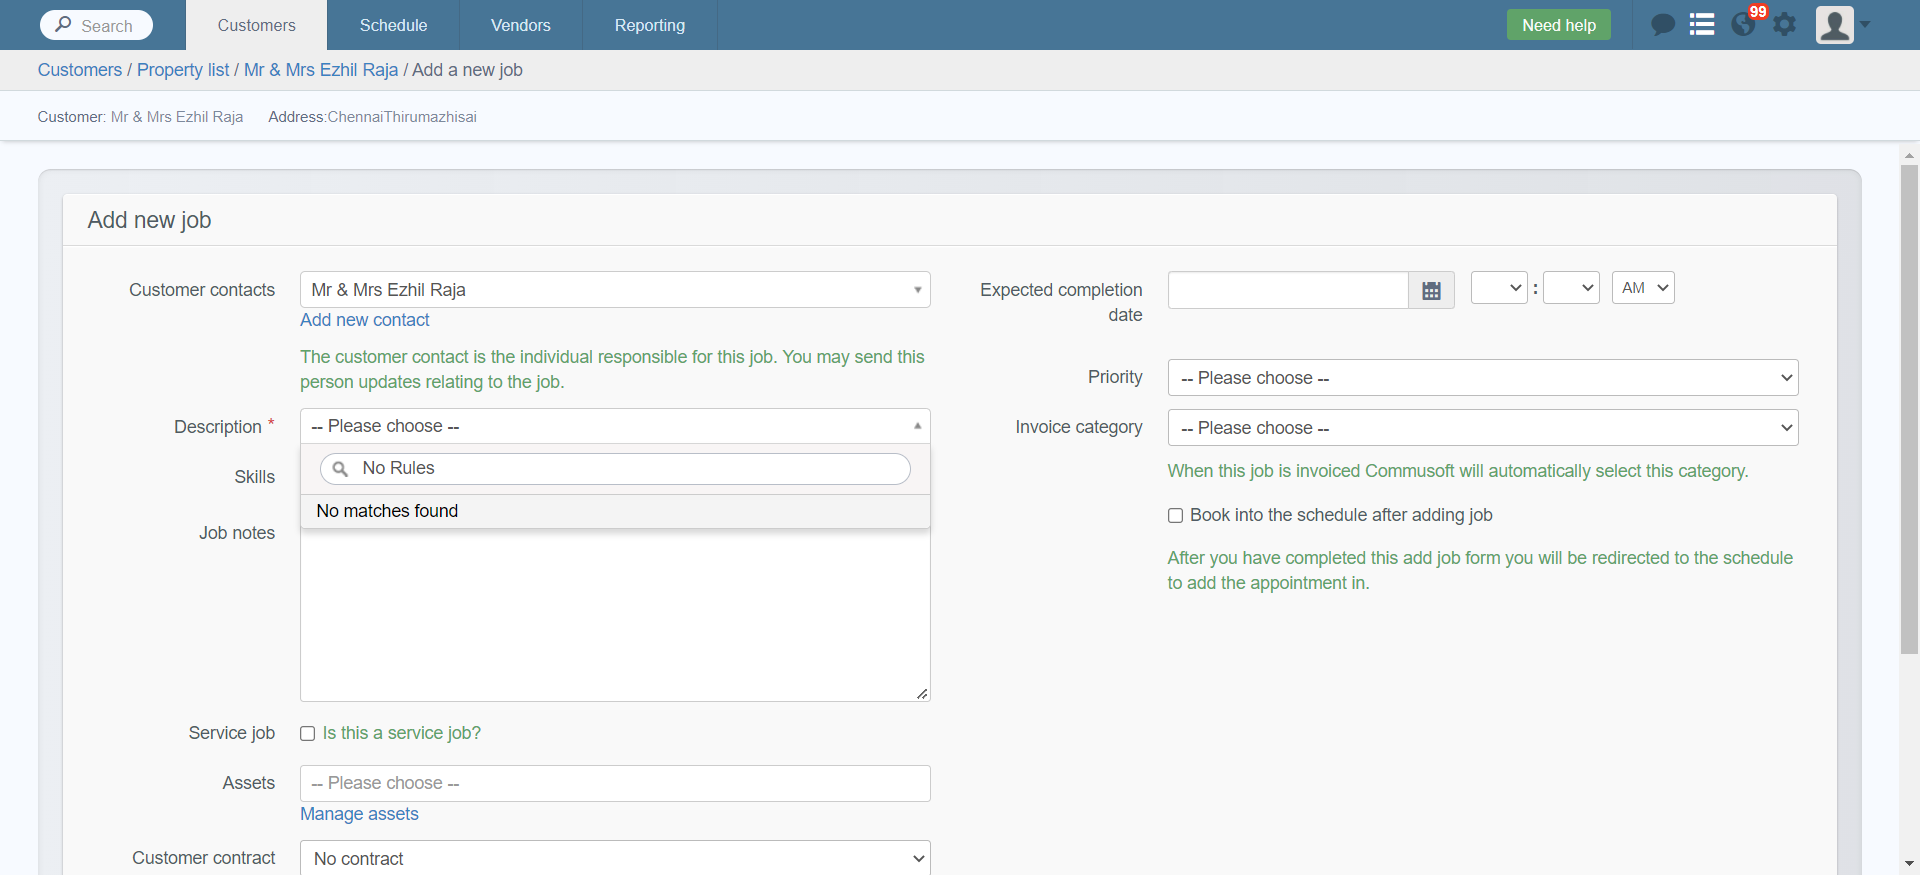 Search
Customers
Schedule
Vendors
Reporting
Need help
99
Customers / Property list / Mr & Mrs Ezhil Raja / Add a new job
Customer: Mr & Mrs Ezhil Raja
Address:ChennaiThirumazhisai
Add new job
Customer contacts
Mr & Mrs Ezhil Raja
Add new contact
The customer contact is the individual responsible for this job. You may send this
person updates relating to the job.
Description *
-- Please choose --
No Rules
No matches found
Skills
Job notes
Service job
Is this a service job?
Assets
-- Please choose --
Manage assets
Customer contract
No contract
Expected completion
date
:
AM
Priority
-- Please choose --
Invoice category
-- Please choose --
When this job is invoiced Commusoft will automatically select this category.
Book into the schedule after adding job
After you have completed this add job form you will be redirected to the schedule
to add the appointment in.